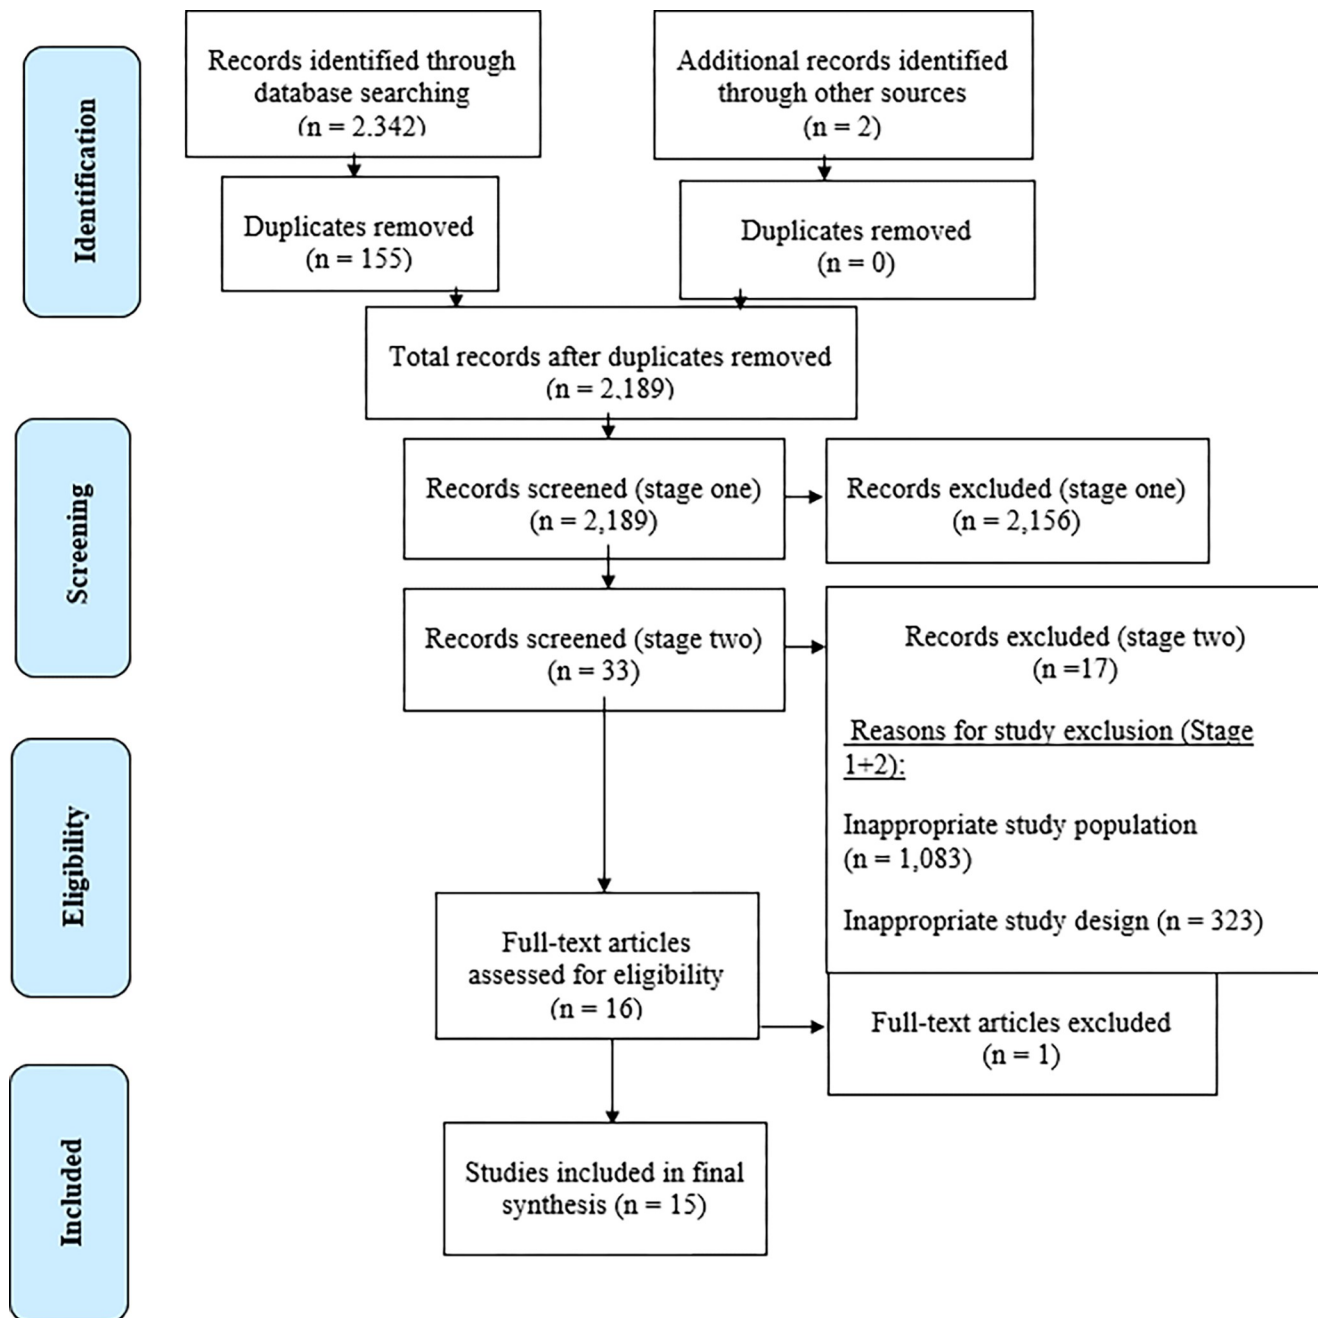 Identification
Records identified through
database searching
(n = 2,342)
Additional records identified
through other sources
(n = 2)
Duplicates removed
(n = 155)
Duplicates removed
(n = 0)
Total records after duplicates removed
(n = 2,189)
Screening
Records screened (stage one)
(n = 2,189)
Records excluded (stage one)
(n = 2,156)
Records screened (stage two)
(n = 33)
Records excluded (stage two)
(n =17)
Reasons for study exclusion (Stage
1+2):
Inappropriate study population
(n = 1,083)
Inappropriate study design (n = 323)
Eligibility
Full-text articles
assessed for eligibility
(n = 16)
Full-text articles excluded
(n = 1)
Included
Studies included in final
synthesis (n = 15)